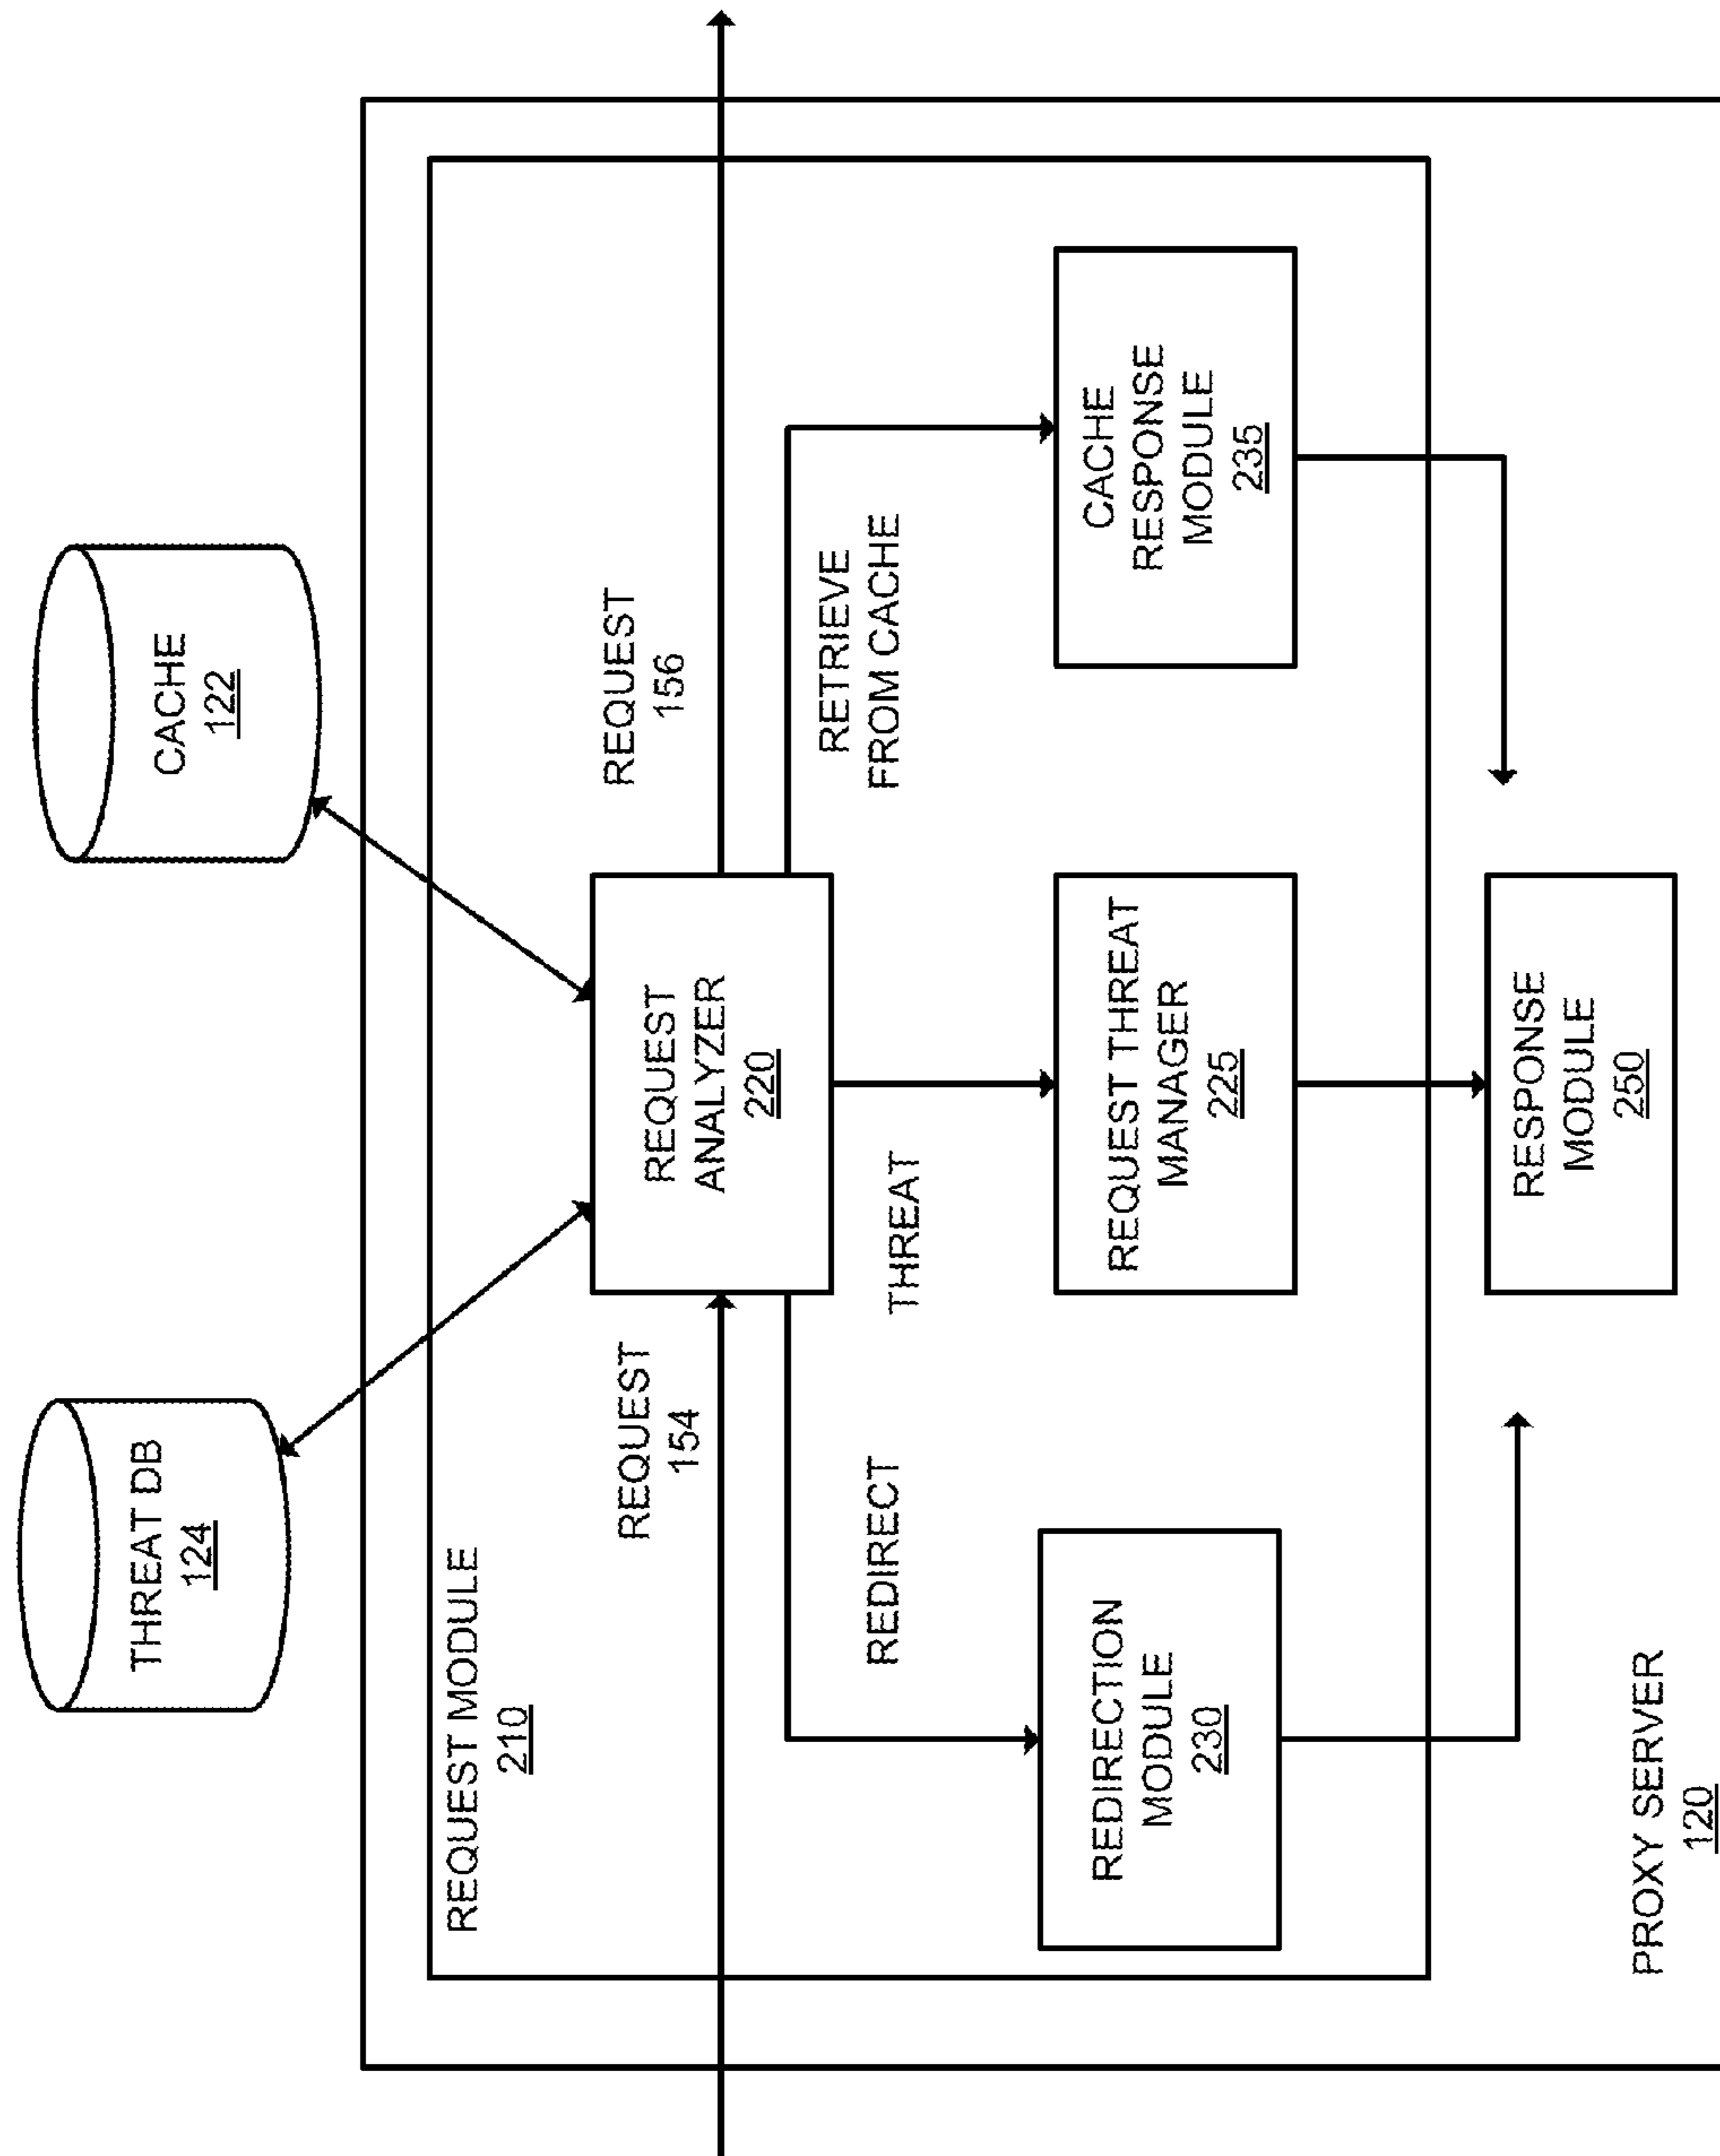 THREAT DB
124
CACHE
122
REQUEST MODULE
210
REQUEST
154
REQUEST
ANALYZER
220
REQUEST
156
REDIRECT
THREAT
RETRIEVE
FROM CACHE
REDIRECTION
MODULE
230
REQUEST THREAT
MANAGER
225
CACHE
RESPONSE
MODULE
235
RESPONSE
MODULE
250
PROXY SERVER
120